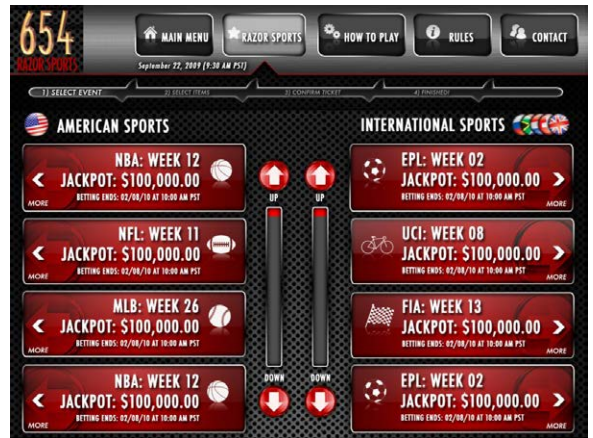 654
RAZOR SPORTS
MAIN MENU
RAZOR SPORTS
HOW TO PLAY
RULES
CONTACT
September 22, 2009 [9:30 AM PST]
1) SELECT EVENT
2) SELECT ITEMS
3) CONFIRM TICKET
4) FINISHED!
AMERICAN SPORTS
NBA: WEEK 12
JACKPOT: $100,000.00
BETTING ENDS: 02/08/10 AT 10:00 AM PST
MORE
NFL: WEEK 11
JACKPOT: $100,000.00
BETTING ENDS: 02/08/10 AT 10:00 AM PST
MORE
MLB: WEEK 26
JACKPOT: $100,000.00
BETTING ENDS: 02/08/10 AT 10:00 AM PST
MORE
NBA: WEEK 12
JACKPOT: $100,000.00
BETTING ENDS: 02/08/10 AT 10:00 AM PST
MORE
UP
UP
DOWN
DOWN
INTERNATIONAL SPORTS
EPL: WEEK 02
JACKPOT: $100,000.00
BETTING ENDS: 02/08/10 AT 10:00 AM PST
MORE
UCI: WEEK 08
JACKPOT: $100,000.00
BETTING ENDS: 02/08/10 AT 10:00 AM PST
MORE
FIA: WEEK 13
JACKPOT: $100,000.00
BETTING ENDS: 02/08/10 AT 10:00 AM PST
MORE
EPL: WEEK 02
JACKPOT: $100,000.00
BETTING ENDS: 02/08/10 AT 10:00 AM PST
MORE